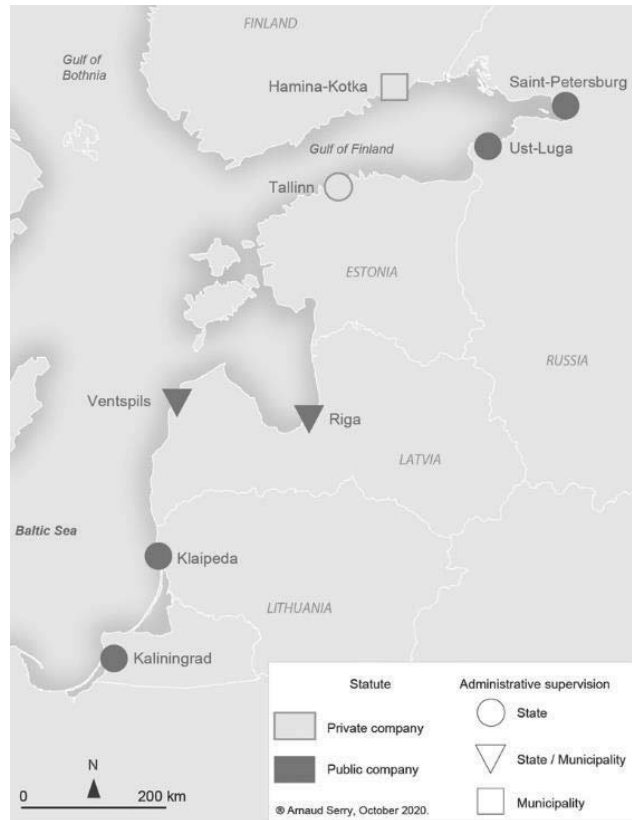 FINLAND
Gulf of
Bothnia
Hamina-Kotka
Saint-Petersburg
Gulf of Finland
Ust-Luga
Tallinn
ESTONIA
RUSSIA
Ventspils
Riga
LATVIA
Baltic Sea
Klaipeda
LITHUANIA
Kaliningrad
Statute
Private company
Public company
Administrative supervision
State
State / Municipality
Municipality
N
0 200 km
® Arnaud Serry, October 2020.